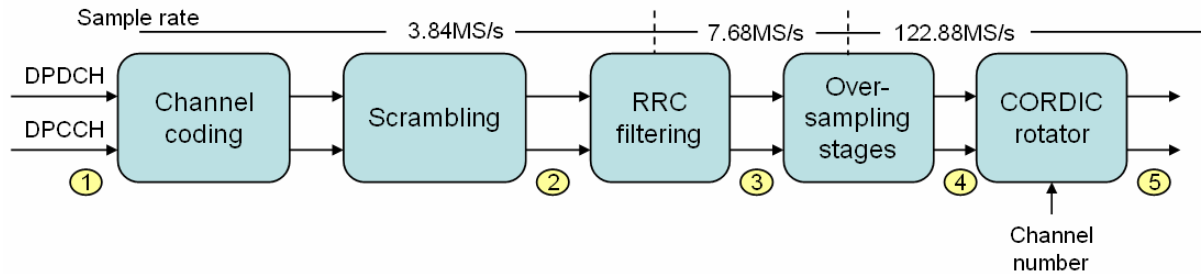 Sample rate
3.84MS/s
7.68MS/s
122.88MS/s
DPDCH
DPCCH
Channel
coding
Scrambling
RRC
filtering
Over-
sampling
stages
CORDIC
rotator
1
2
3
4
5
Channel
number